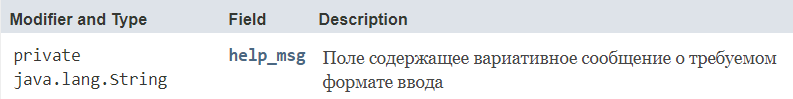 Modifier and Type Field Description
private help_msg Поле содержащее вариативное сообщение о требуемом
java.lang.String формате ввода